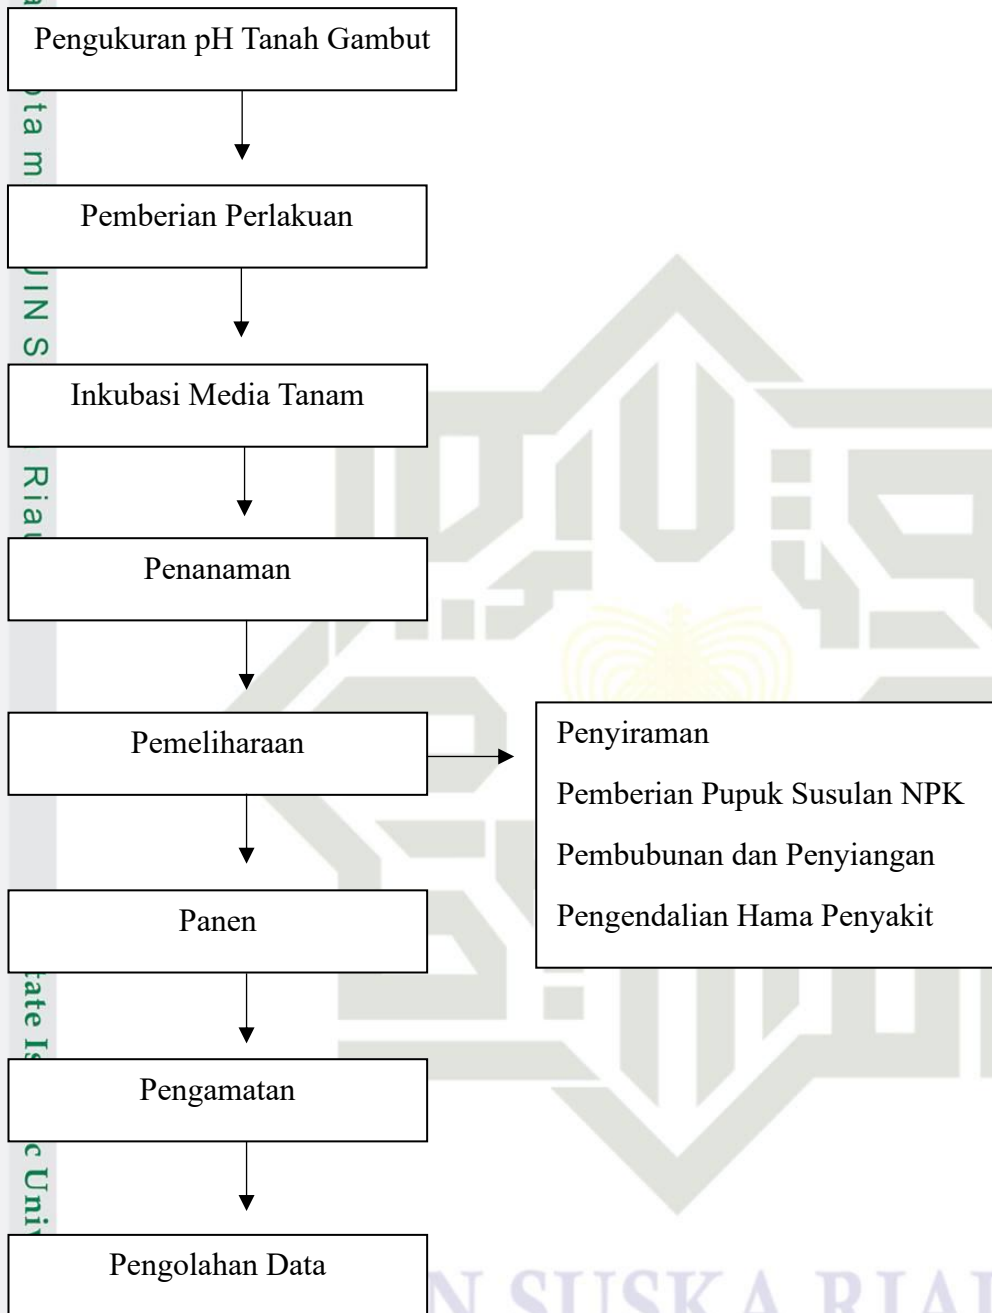 Pengukuran pH Tanah Gambut
Pemberian Perlakuan
Inkubasi Media Tanam
Penanaman
Pemeliharaan
Penyiraman
Pemberian Pupuk Susulan NPK
Pembubunan dan Penyiangan
Pengendalian Hama Penyakit
Panen
Pengamatan
Pengolahan Data
SUSKA